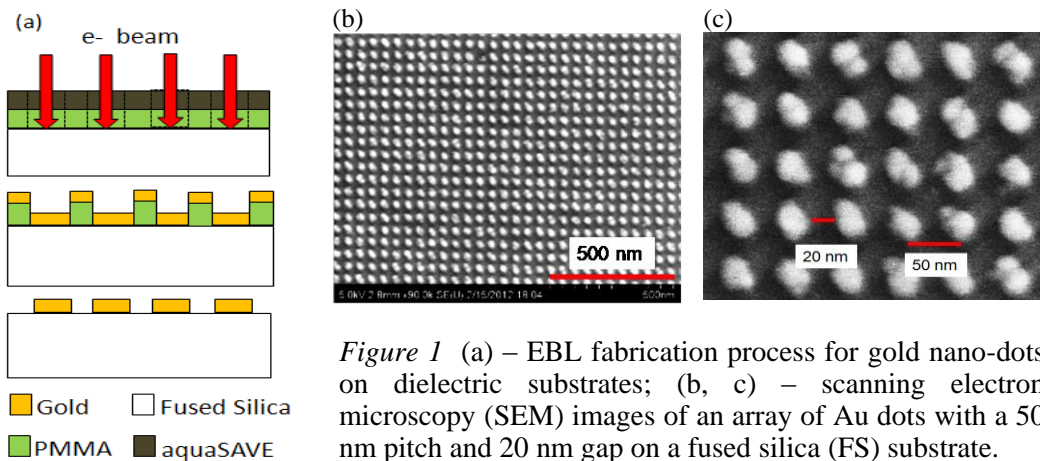 (a)
e- beam
Gold Fused Silica
PMMA aquaSAVE
(b)
500 nm
5.0kV 2.8mm x90.0k SE(U) 2/15/2012 18:04 500nm
(c)
20 nm
50 nm
Figure 1 (a) – EBL fabrication process for gold nano-dots
on dielectric substrates; (b, c) – scanning electron
microscopy (SEM) images of an array of Au dots with a 50
nm pitch and 20 nm gap on a fused silica (FS) substrate.